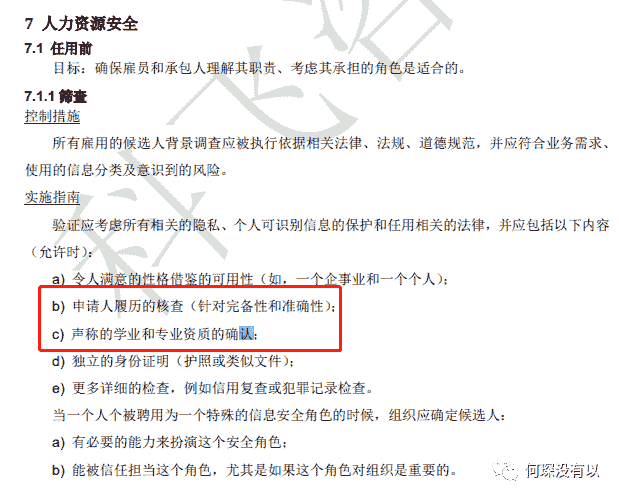 7 人力资源安全
7.1 任用前
目标：确保雇员和承包人理解其职责、考虑其承担的角色是适合的。
7.1.1 筛查
控制措施
所有雇用的候选人背景调查应被执行依据相关法律、法规、道德规范，并应符合业务需求、
使用的信息分类及意识到的风险。
实施指南
验证应考虑所有相关的隐私、个人可识别信息的保护和任用相关的法律，并应包括以下内容
（允许时）：
a) 令人满意的性格借鉴的可用性（如，一个企事业和一个个人）；
b) 申请人履历的核查（针对完备性和准确性）；
c) 声称的学业和专业资质的确认；
d) 独立的身份证明（护照或类似文件）；
e) 更多详细的检查，例如信用复查或犯罪记录检查。
当一个人个被聘用为一个特殊的信息安全角色的时候，组织应确定候选人：
a) 有必要的能力来扮演这个安全角色；
b) 能被信任担当这个角色，尤其是如果这个角色对组织是重要的。
何琛没有以